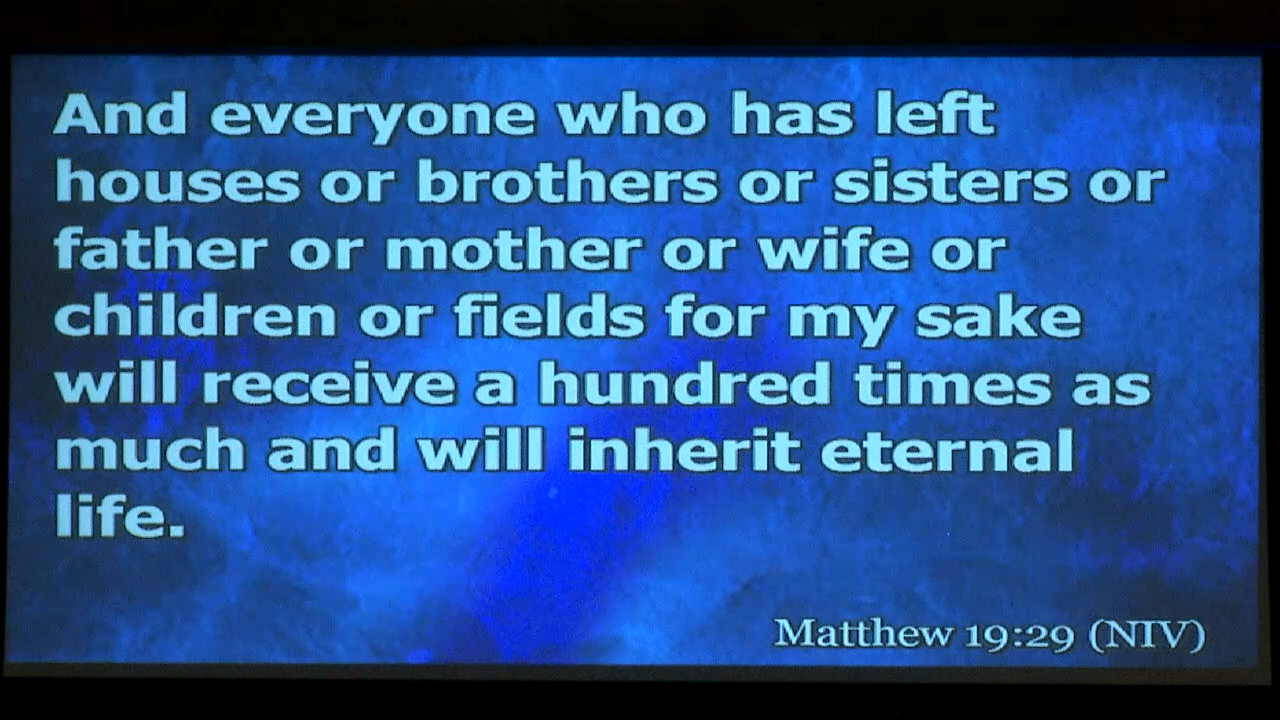 And everyone who has left
houses or brothers or sisters or
father or mother or wife or
children or fields for my sake
will receive a hundred times as
much and will inherit eternal
life.
Matthew 19:29 (NIV)